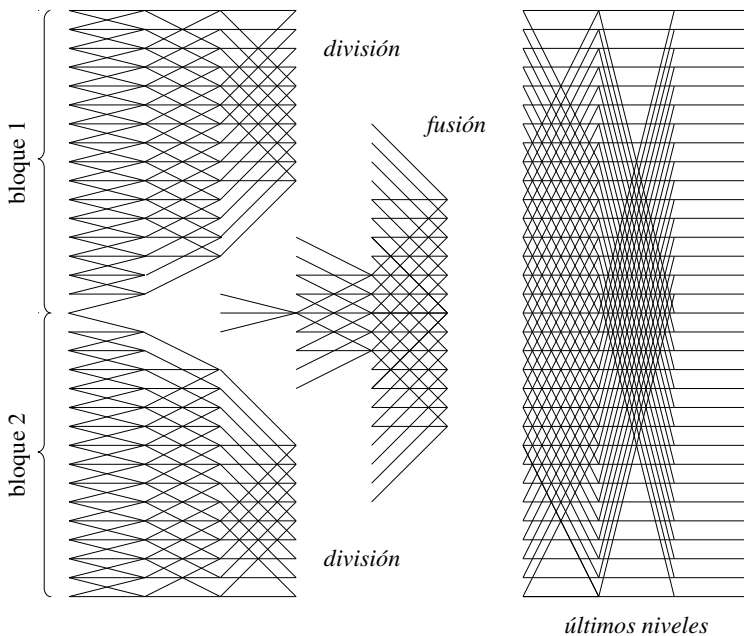 bloque 1
división
fusión
bloque 2
división
últimos niveles